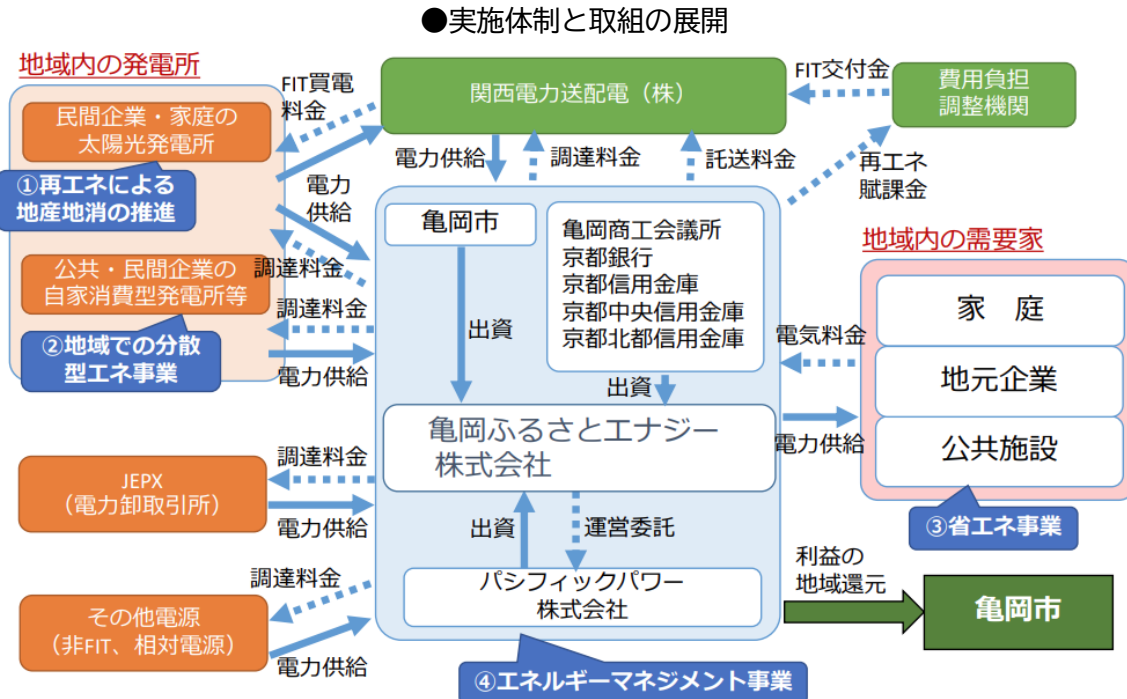 ●実施体制と取組の展開
地域内の発電所
民間企業・家庭の
太陽光発電所
①再エネによる
地産地消の推進
公共・民間企業の
自家消費型発電所等
②地域での分散
型エネ事業
FIT買電
料金
電力
供給
調達料金
調達料金
電力供給
関西電力送配電（株）
FIT交付金
費用負担
調整機関
電力供給
調達料金
託送料金
再エネ
賦課金
亀岡市
亀岡商工会議所
京都銀行
京都信用金庫
京都中央信用金庫
京都北都信用金庫
出資
出資
亀岡ふるさとエナジー
株式会社
出資
運営委託
パシフィックパワー
株式会社
④エネルギーマネジメント事業
地域内の需要家
家　庭
地元企業
公共施設
③省エネ事業
電気料金
電力供給
JEPX
（電力卸取引所）
調達料金
電力供給
その他電源
（非FIT、相対電源）
調達料金
電力供給
利益の
地域還元
亀岡市